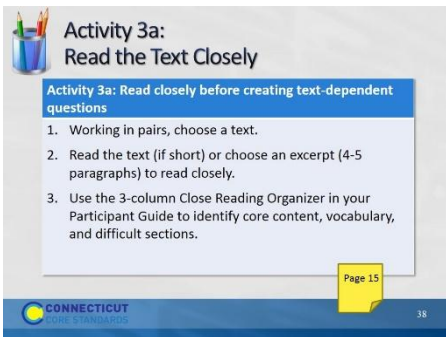 Activity 3a:
Read the Text Closely
Activity 3a: Read closely before creating text-dependent
questions
1. Working in pairs, choose a text.
2. Read the text (if short) or choose an excerpt (4-5
paragraphs) to read closely.
3. Use the 3-column Close Reading Organizer in your
Participant Guide to identify core content, vocabulary,
and difficult sections.
Page 15
CONNECTICUT
CORE STANDARDS
38